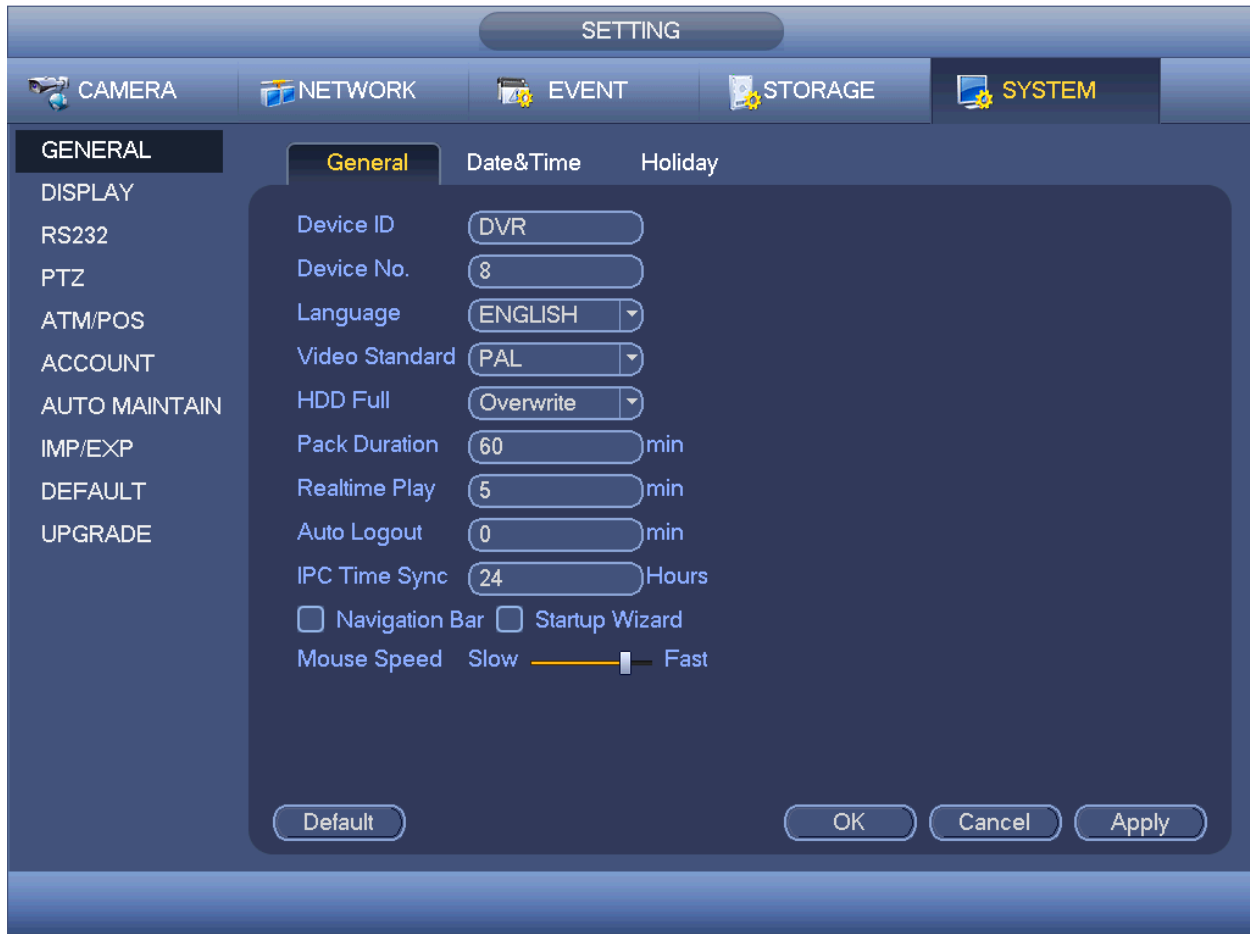 SETTING
CAMERA NETWORK EVENT STORAGE SYSTEM
GENERAL
DISPLAY
RS232
PTZ
ATM/POS
ACCOUNT
AUTO MAINTAIN
IMP/EXP
DEFAULT
UPGRADE
General Date&Time Holiday
Device ID DVR
Device No. 8
Language ENGLISH
Video Standard PAL
HDD Full Overwrite
Pack Duration 60 min
Realtime Play 5 min
Auto Logout 0 min
IPC Time Sync 24 Hours
Navigation Bar Startup Wizard
Mouse Speed Slow Fast
Default OK Cancel Apply